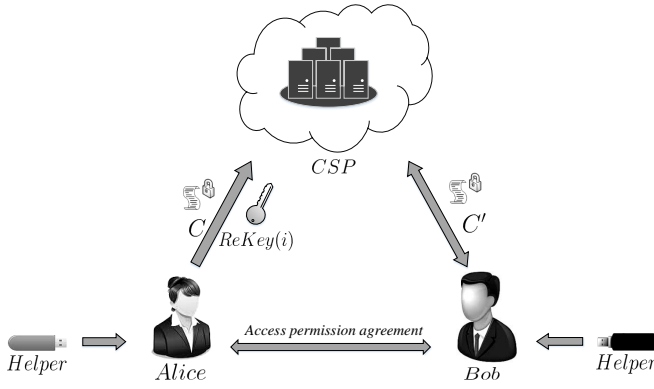 CSP
C
ReKey(i)
C′
Access permission agreement
Helper
Alice
Bob
Helper